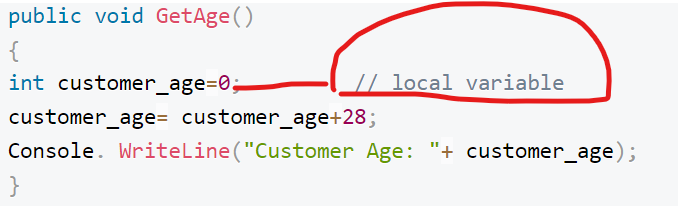 public void GetAge()
{
int customer_age=0; // local variable
customer_age= customer_age+28;
Console. WriteLine("Customer Age: "+ customer_age);
}